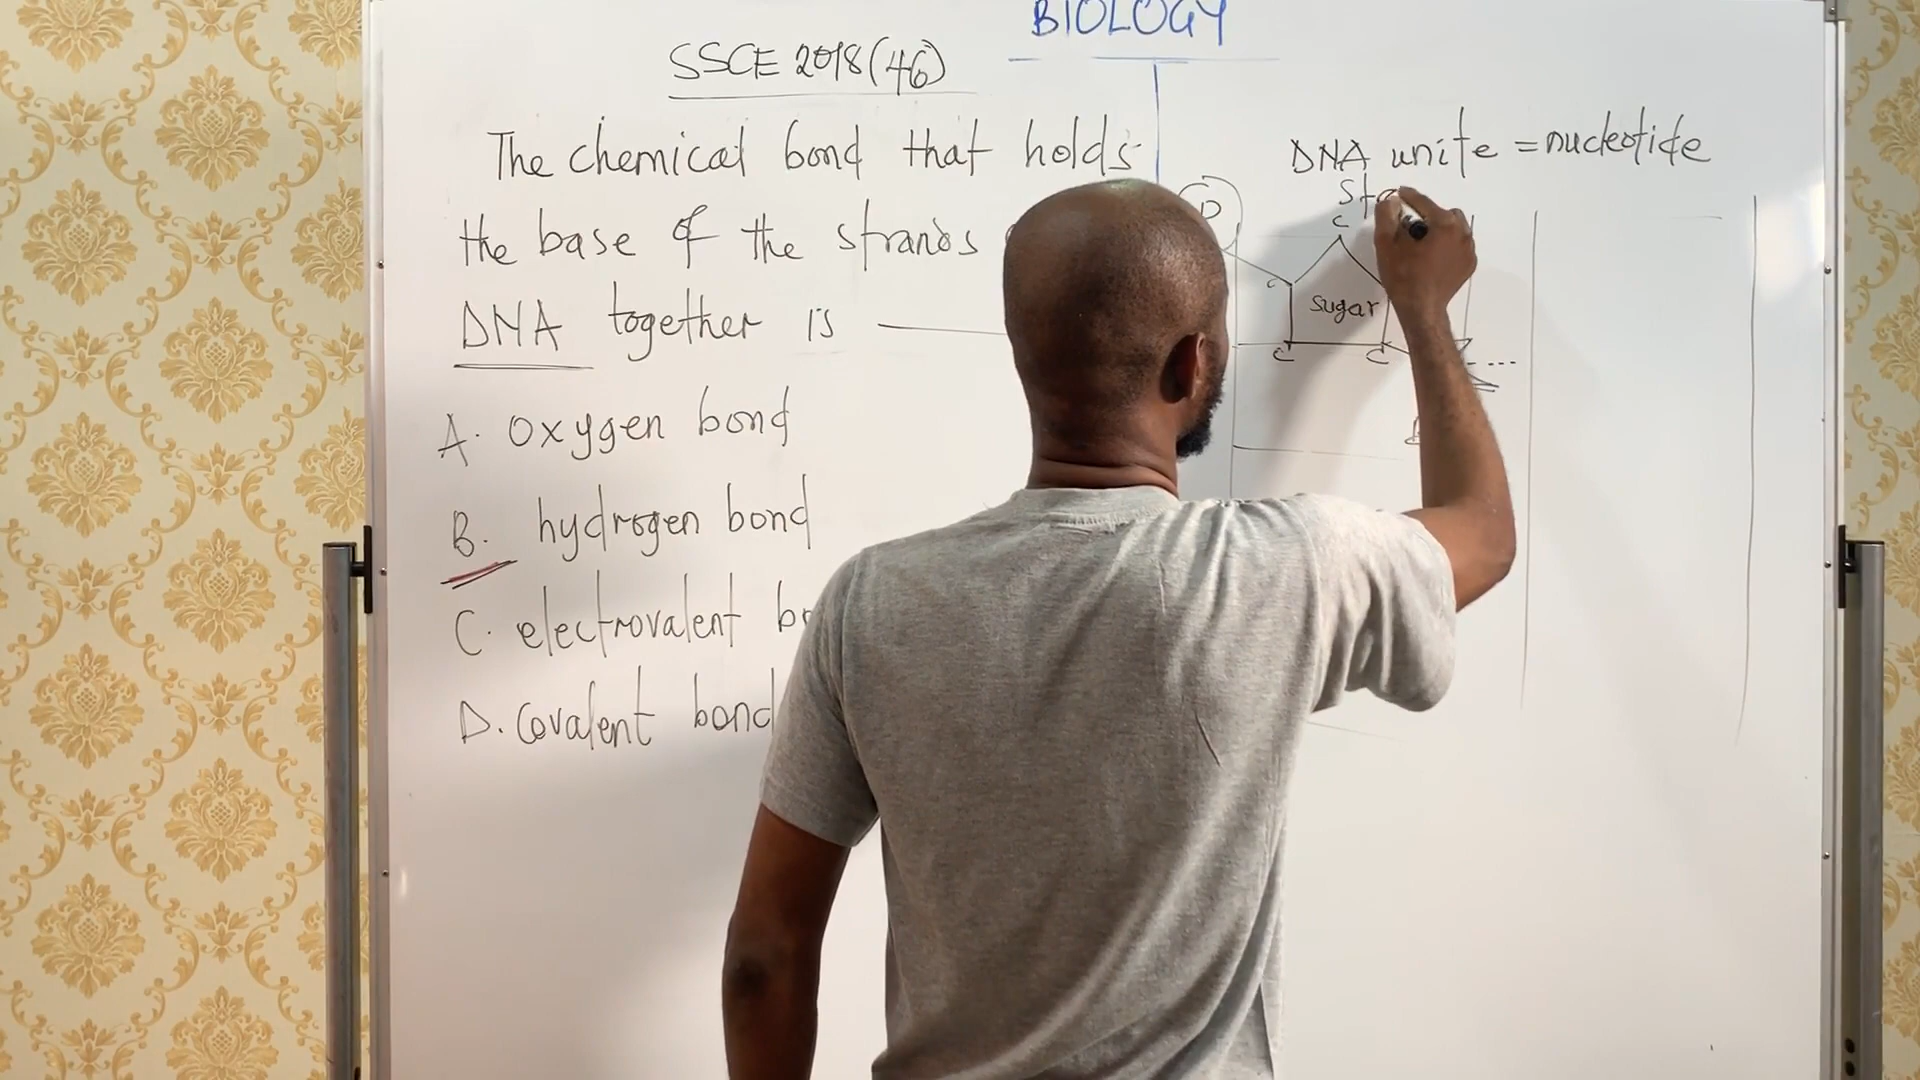 BIOLOGY
SSCE 2018 (46)
The chemical bond that holds
the base of the strands
DNA together is
A. oxygen bond
B. hydrogen bond
C. electrovalent
D. covalent bond
DNA unite = nucleotide
P
C
C
sugar
C
C